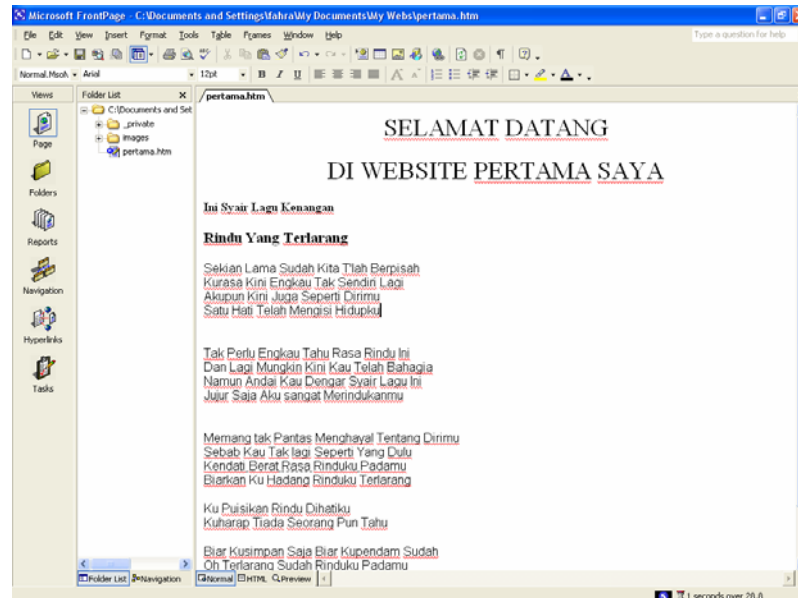 Microsoft FrontPage - C:\Documents and Settings\fahra\My Documents\My Webs\pertama.htm
File Edit View Insert Format Tools Table Frames Window Help
Type a question for help
Normal.Msoh Arial 12pt B I U
Views
Folder List
pertama.htm
C:\Documents and Set
_private
images
pertama.htm
Page
Folders
Reports
Navigation
Hyperlinks
Tasks
SELAMAT DATANG
DI WEBSITE PERTAMA SAYA
Ini Syair Lagu Kenangan
Rindu Yang Terlarang
Sekian Lama Sudah Kita T'lah Berpisah
Kurasa Kini Engkau Tak Sendiri Lagi
Akupun Kini Juga Seperti Dirimu
Satu Hati Telah Mengisi Hidupku
Tak Perlu Engkau Tahu Rasa Rindu Ini
Dan Lagi Mungkin Kini Kau Telah Bahagia
Namun Andai Kau Dengar Syair Lagu Ini
Jujur Saja Aku sangat Merindukanmu
Memang tak Pantas Menghayal Tentang Dirimu
Sebab Kau Tak lagi Seperti Yang Dulu
Kendati Berat Rasa Rinduku Padamu
Biarkan Ku Hadang Rinduku Terlarang
Ku Puisikan Rindu Dihatiku
Kuharap Tiada Seorang Pun Tahu
Biar Kusimpan Saja Biar Kupendam Sudah
Oh Terlarang Sudah Rinduku Padamu
Folder List Navigation
Normal HTML Preview
1 seconds over 28.8